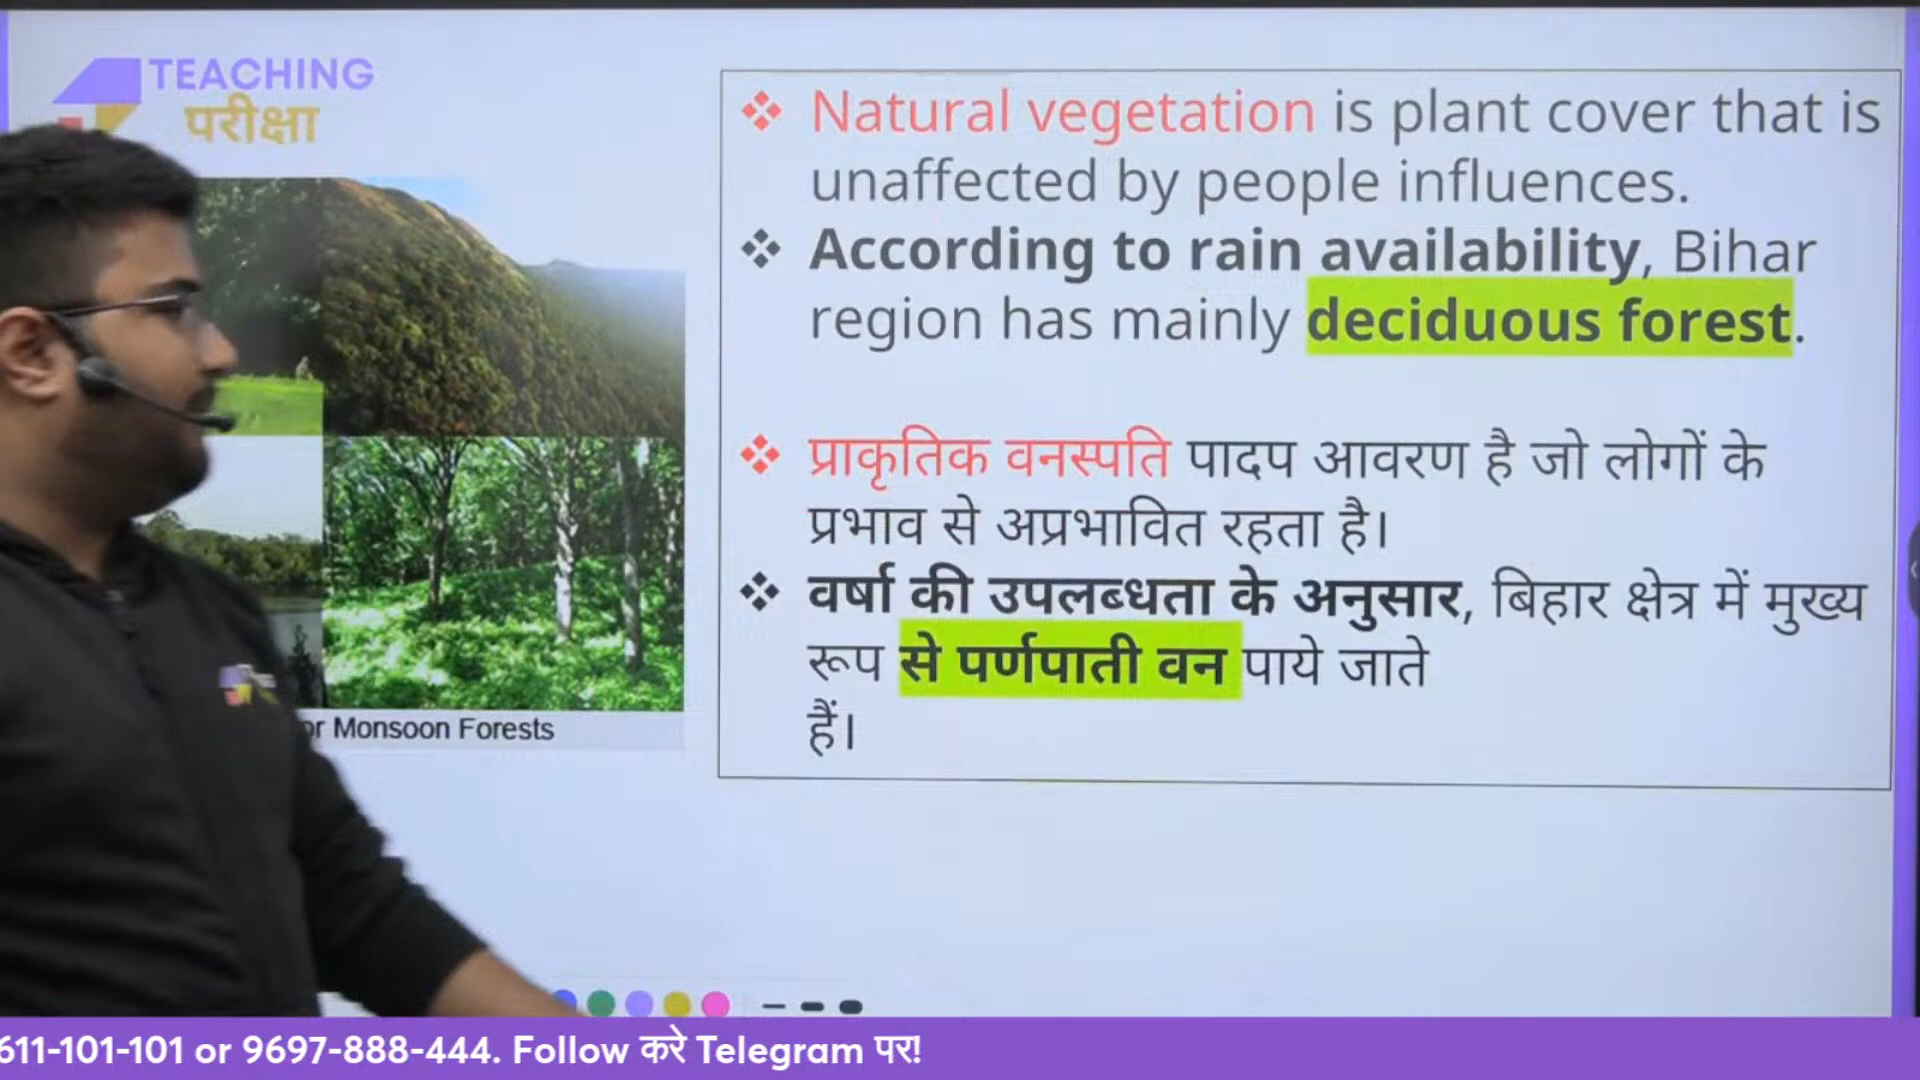 TEACHING
परीक्षा
Natural vegetation is plant cover that is
unaffected by people influences.
According to rain availability, Bihar
region has mainly deciduous forest.
प्राकृतिक वनस्पति पादप आवरण है जो लोगों के
प्रभाव से अप्रभावित रहता है।
वर्षा की उपलब्धता के अनुसार, बिहार क्षेत्र में मुख्य
रूप से पर्णपाती वन पाये जाते
हैं।
or Monsoon Forests
611-101-101 or 9697-888-444. Follow करे Telegram पर!